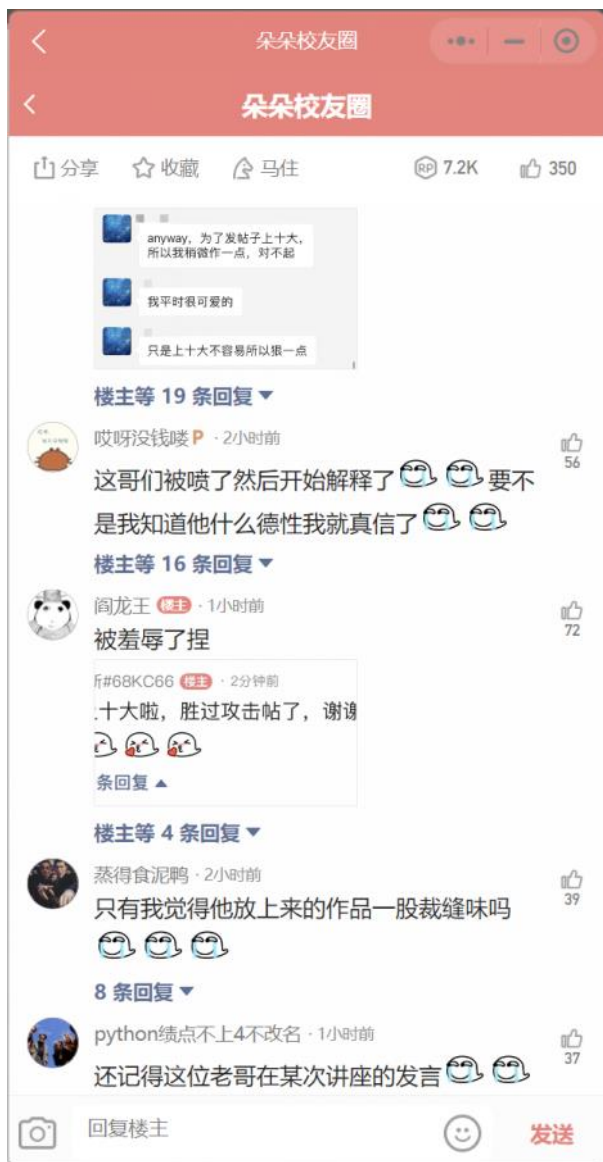 朵朵校友圈
朵朵校友圈
分享 收藏 马住 RP 7.2K 350
anyway，为了发帖子上十大，
所以我稍微作一点，对不起
我平时很可爱的
只是上十大不容易所以狠一点
楼主等 19 条回复
哎呀没钱喽 P · 2小时前
56
这哥们被喷了然后开始解释了要不
是我知道他什么德性我就真信了
楼主等 16 条回复
阎龙王 楼主 · 1小时前
72
被羞辱了捏
#68KC66 楼主 · 2分钟前
十大啦，胜过攻击帖了，谢谢
条回复
楼主等 4 条回复
蒸得食泥鸭 · 2小时前
39
只有我觉得他放上来的作品一股裁缝味吗
8 条回复
python绩点不上4不改名 · 1小时前
37
还记得这位老哥在某次讲座的发言
回复楼主 发送